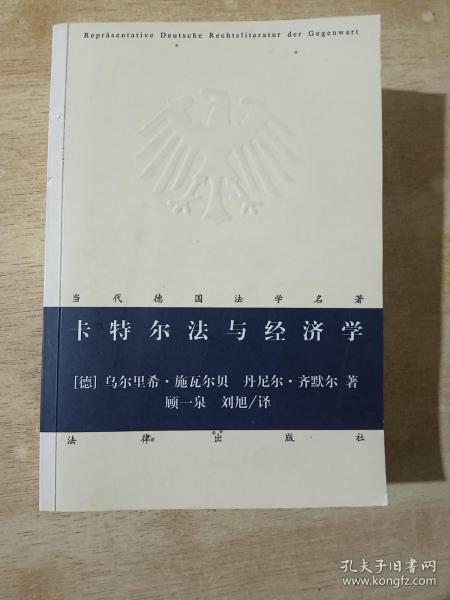 Repräsentative Deutsche Rechtsliteratur der Gegenwart
当代德国法学名著
卡特尔法与经济学
[德] 乌尔里希·施瓦尔贝 丹尼尔·齐默尔 著
顾一泉 刘旭/译
法律出版社
孔夫子旧书网
www.kongfz.com